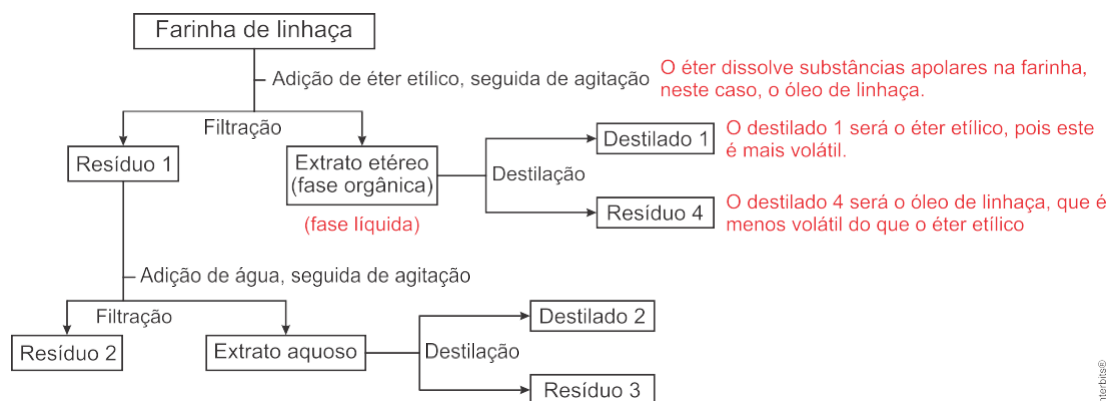 Farinha de linhaça
Adição de éter etílico, seguida de agitação
O éter dissolve substâncias apolares na farinha,
neste caso, o óleo de linhaça.
Filtração
Resíduo 1
Extrato etéreo
(fase orgânica)
(fase líquida)
Destilação
Destilado 1
O destilado 1 será o éter etílico, pois este
é mais volátil.
Resíduo 4
O destilado 4 será o óleo de linhaça, que é
menos volátil do que o éter etílico
Adição de água, seguida de agitação
Filtração
Resíduo 2
Extrato aquoso
Destilação
Destilado 2
Resíduo 3